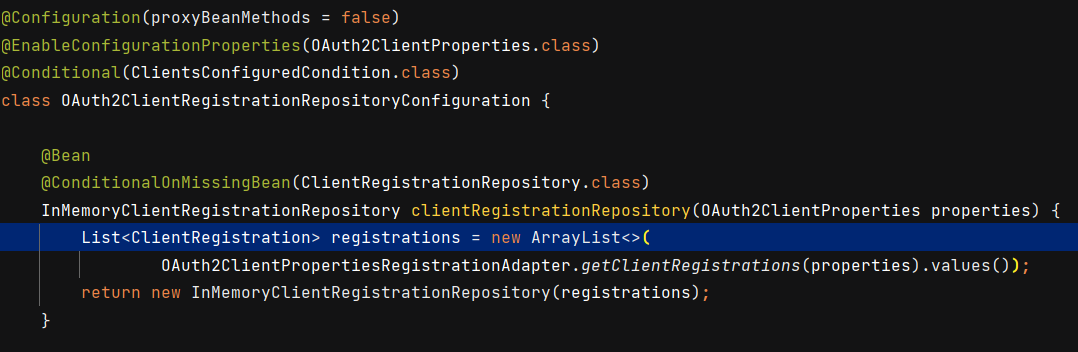 @Configuration(proxyBeanMethods = false)
@EnableConfigurationProperties(OAuth2ClientProperties.class)
@Conditional(ClientsConfiguredCondition.class)
class OAuth2ClientRegistrationRepositoryConfiguration {
@Bean
@ConditionalOnMissingBean(ClientRegistrationRepository.class)
InMemoryClientRegistrationRepository clientRegistrationRepository(OAuth2ClientProperties properties) {
List<ClientRegistration> registrations = new ArrayList<>(
OAuth2ClientPropertiesRegistrationAdapter.getClientRegistrations(properties).values());
return new InMemoryClientRegistrationRepository(registrations);
}